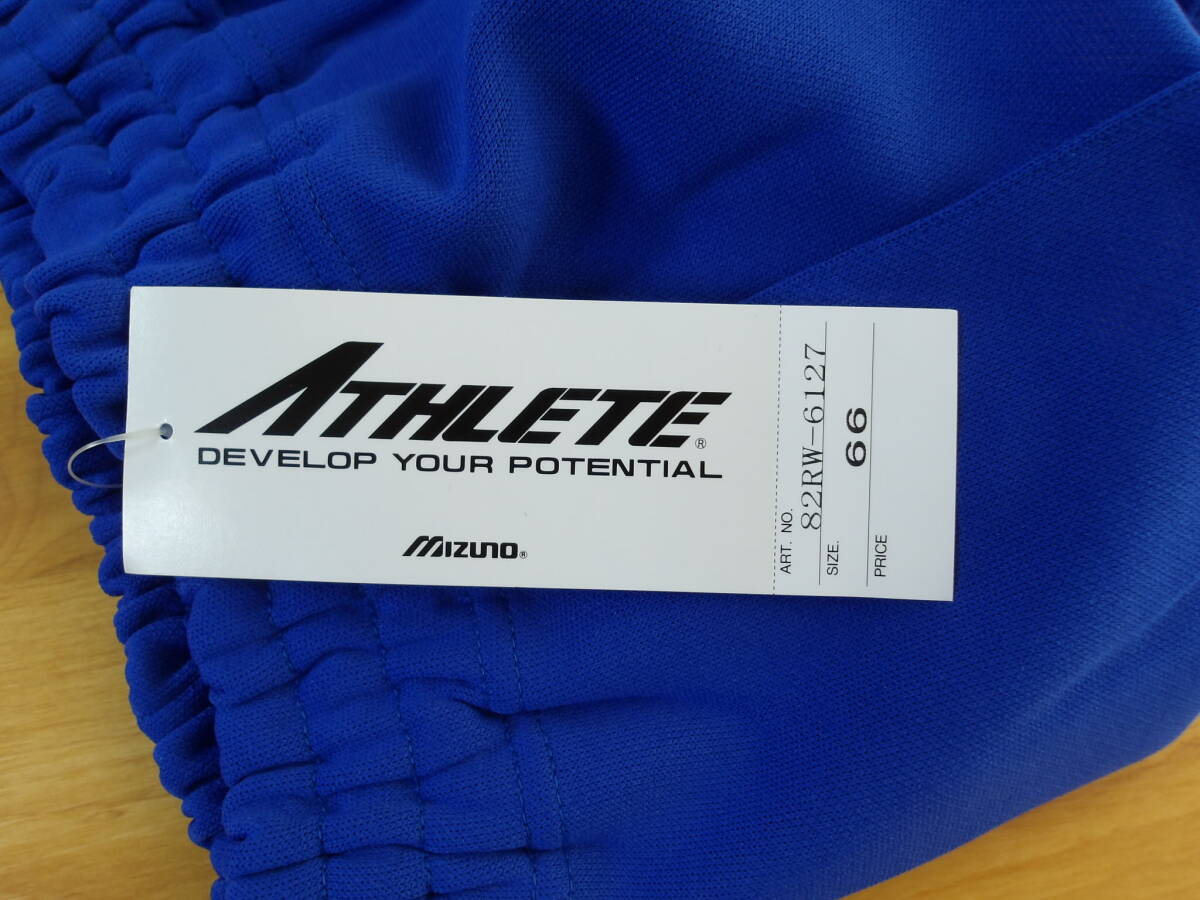 ATHLETE®
DEVELOP YOUR POTENTIAL
MIZUNO®
ART. NO.
82RW-6127
SIZE.
66
PRICE